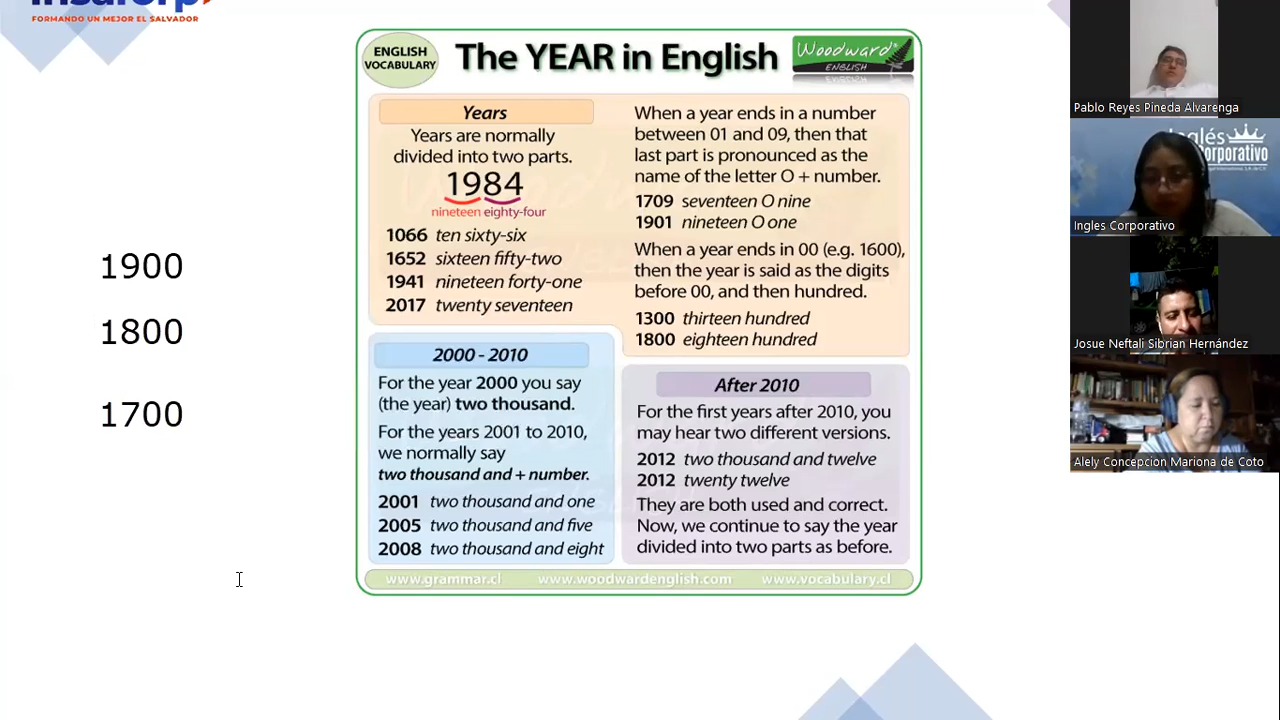 FORMANDO UN MEJOR EL SALVADOR
1900
1800
1700
ENGLISH
VOCABULARY
The YEAR in English
Woodward®
ENGLISH
Years
Years are normally
divided into two parts.
1984
nineteen eighty-four
1066 ten sixty-six
1652 sixteen fifty-two
1941 nineteen forty-one
2017 twenty seventeen
When a year ends in a number
between 01 and 09, then that
last part is pronounced as the
name of the letter O + number.
1709 seventeen O nine
1901 nineteen O one
When a year ends in 00 (e.g. 1600),
then the year is said as the digits
before 00, and then hundred.
1300 thirteen hundred
1800 eighteen hundred
2000 - 2010
For the year 2000 you say
(the year) two thousand.
For the years 2001 to 2010,
we normally say
two thousand and + number.
2001 two thousand and one
2005 two thousand and five
2008 two thousand and eight
After 2010
For the first years after 2010, you
may hear two different versions.
2012 two thousand and twelve
2012 twenty twelve
They are both used and correct.
Now, we continue to say the year
divided into two parts as before.
www.grammar.cl www.woodwardenglish.com www.vocabulary.cl
Pablo Reyes Pineda Alvarenga
Inglés
Corporativo
Ingles Corporativo
Josue Neftali Sibrian Hernández
Alely Concepcion Mariona de Coto